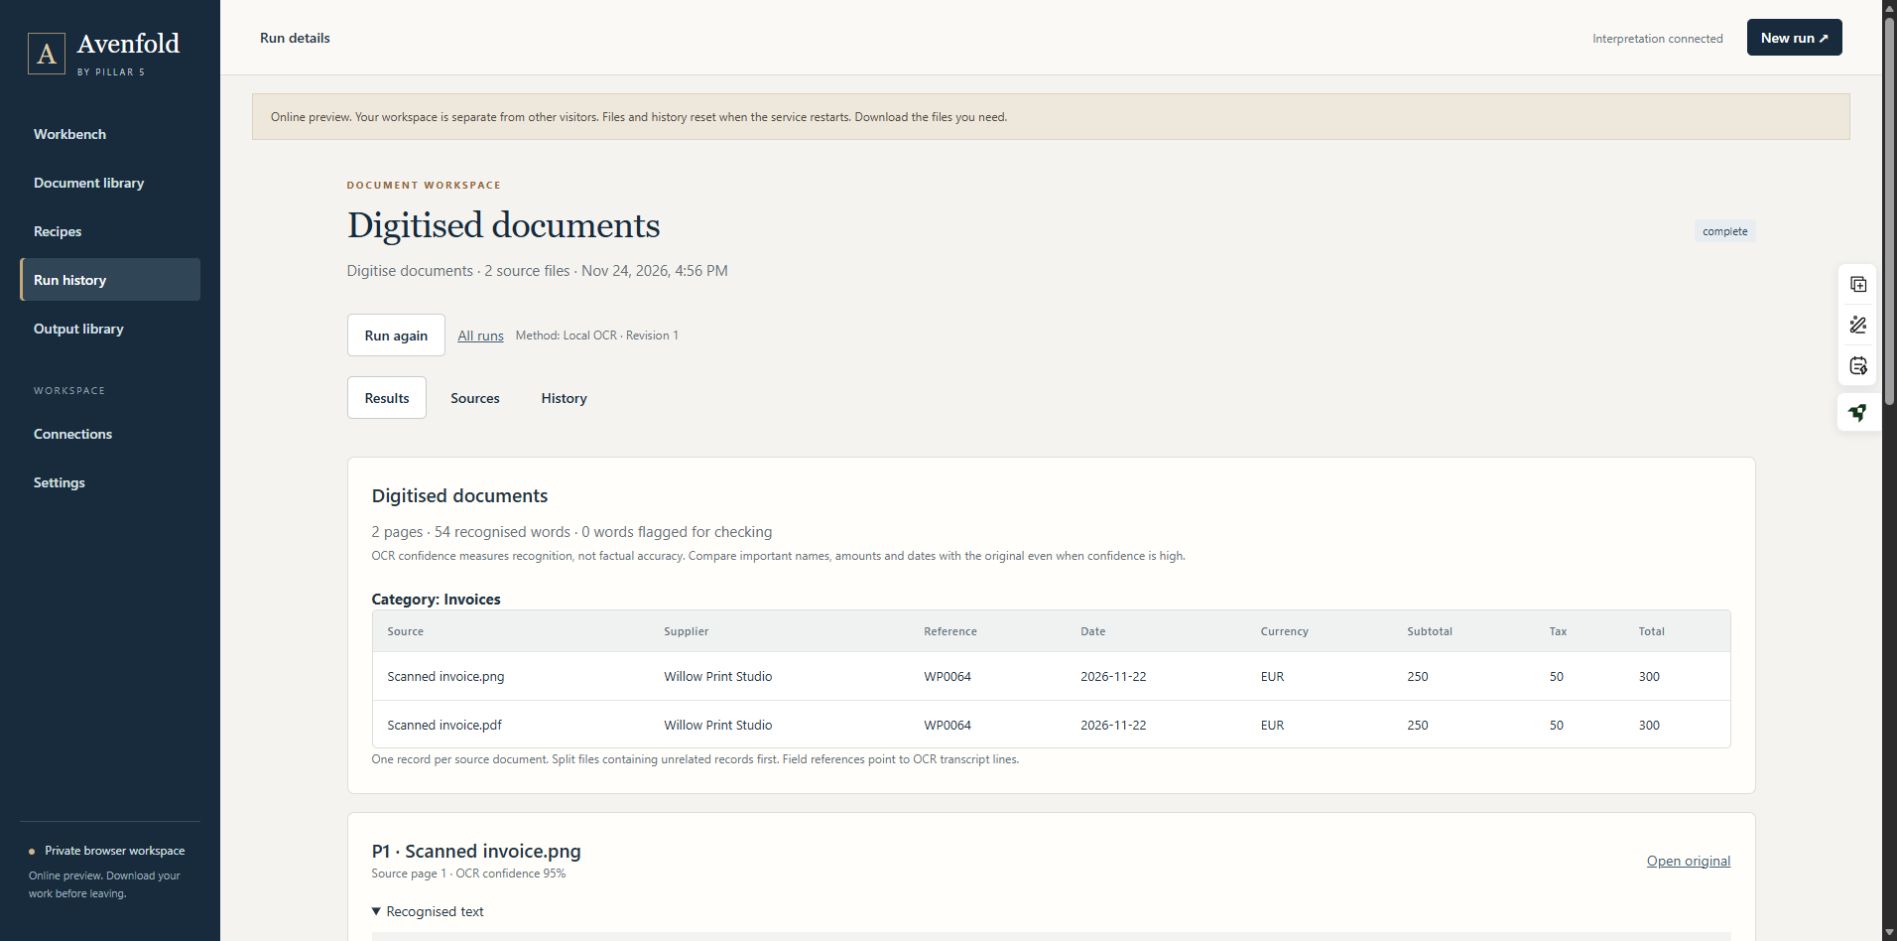 A
Avenfold
BY PILLAR 5
Workbench
Document library
Recipes
Run history
Output library
WORKSPACE
Connections
Settings
Private browser workspace
Online preview. Download your
work before leaving.
Run details
Interpretation connected
New run ↗
Online preview. Your workspace is separate from other visitors. Files and history reset when the service restarts. Download the files you need.
DOCUMENT WORKSPACE
Digitised documents
complete
Digitise documents · 2 source files · Nov 24, 2026, 4:56 PM
Run again All runs Method: Local OCR · Revision 1
Results Sources History
Digitised documents
2 pages · 54 recognised words · 0 words flagged for checking
OCR confidence measures recognition, not factual accuracy. Compare important names, amounts and dates with the original even when confidence is high.
Category: Invoices
Source Supplier Reference Date Currency Subtotal Tax Total
Scanned invoice.png Willow Print Studio WP0064 2026-11-22 EUR 250 50 300
Scanned invoice.pdf Willow Print Studio WP0064 2026-11-22 EUR 250 50 300
One record per source document. Split files containing unrelated records first. Field references point to OCR transcript lines.
P1 · Scanned invoice.png
Open original
Source page 1 · OCR confidence 95%
▼ Recognised text